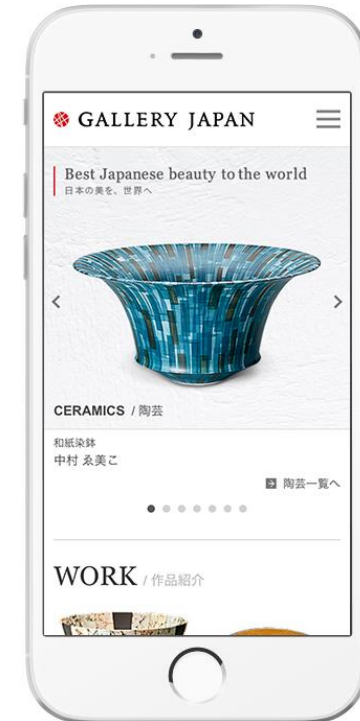 GALLERY JAPAN
Best Japanese beauty to the world
日本の美を、世界へ
CERAMICS / 陶芸
和紙染鉢
中村 ゑ美こ
陶芸一覧へ
WORK / 作品紹介